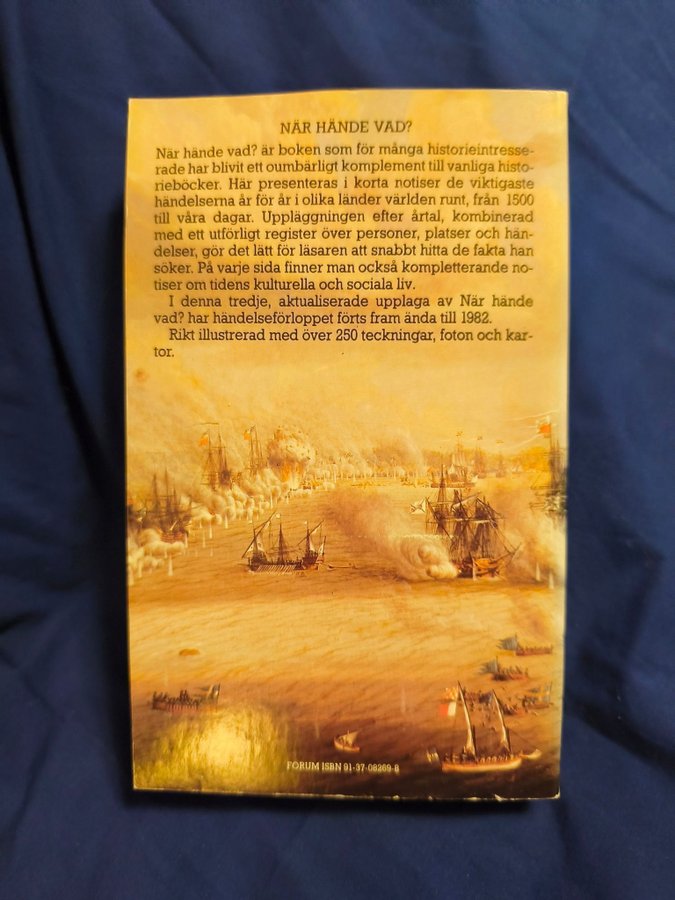 NÄR HÄNDE VAD?
När hände vad? är boken som för många historieintresse-
rade har blivit ett oumbärligt komplement till vanliga histo-
rieböcker. Här presenteras i korta notiser de viktigaste
händelserna år för år i olika länder världen runt, från 1500
till våra dagar. Uppläggningen efter årtal, kombinerad
med ett utförligt register över personer, platser och hän-
delser, gör det lätt för läsaren att snabbt hitta de fakta han
söker. På varje sida finner man också kompletterande no-
tiser om tidens kulturella och sociala liv.
I denna tredje, aktualiserade upplaga av När hände
vad? har händelseförloppet förts fram ända till 1982.
Rikt illustrerad med över 250 teckningar, foton och kar-
tor.
FORUM ISBN 91-37-08269-8